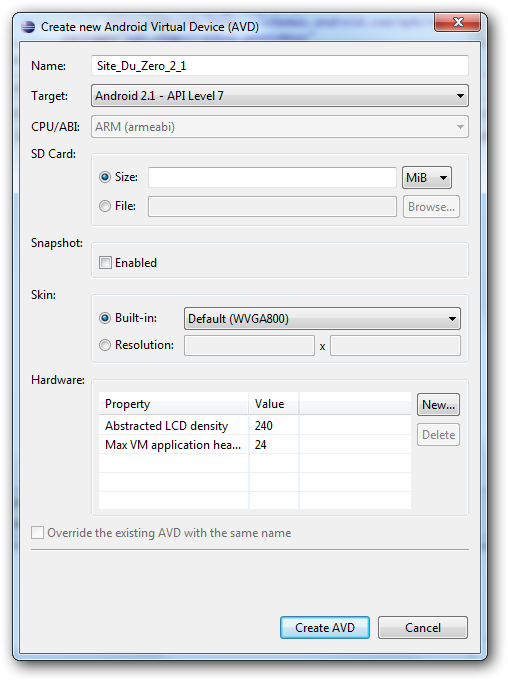 Create new Android Virtual Device (AVD)
Name: Site_Du_Zero_2_1
Target: Android 2.1 - API Level 7
CPU/ABI: ARM (armeabi)
SD Card:
Size: MiB
File: Browse...
Snapshot:
Enabled
Skin:
Built-in: Default (WVGA800)
Resolution: x
Hardware:
Property Value New...
Abstracted LCD density 240 Delete
Max VM application hea... 24
Override the existing AVD with the same name
Create AVD Cancel